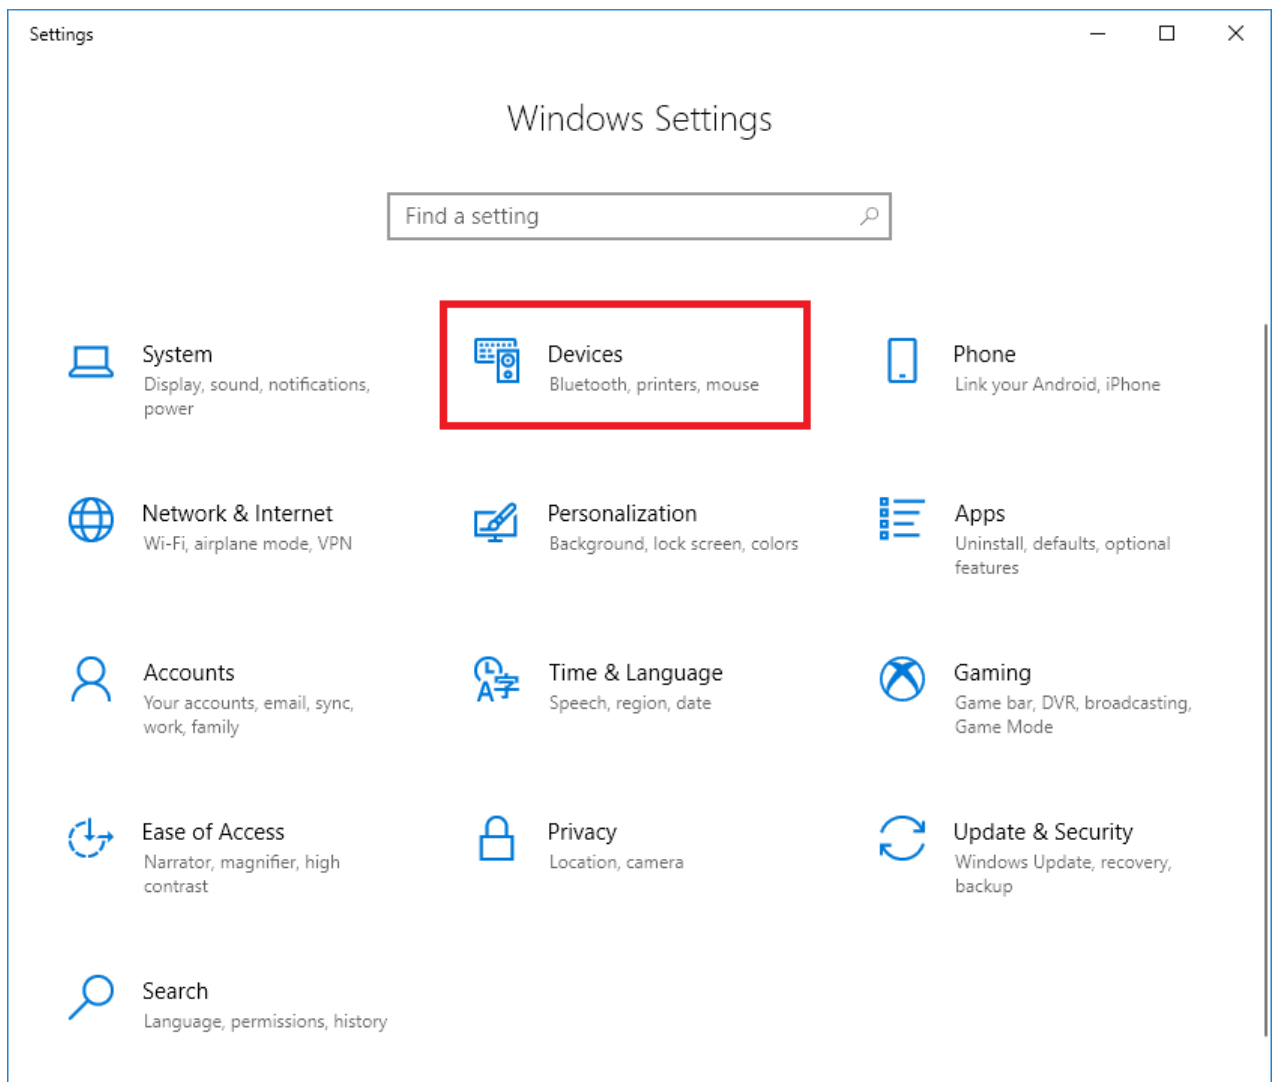 Settings
Windows Settings
Find a setting
System
Display, sound, notifications,
power
Devices
Bluetooth, printers, mouse
Phone
Link your Android, iPhone
Network & Internet
Wi-Fi, airplane mode, VPN
Personalization
Background, lock screen, colors
Apps
Uninstall, defaults, optional
features
Accounts
Your accounts, email, sync,
work, family
Time & Language
Speech, region, date
Gaming
Game bar, DVR, broadcasting,
Game Mode
Ease of Access
Narrator, magnifier, high
contrast
Privacy
Location, camera
Update & Security
Windows Update, recovery,
backup
Search
Language, permissions, history